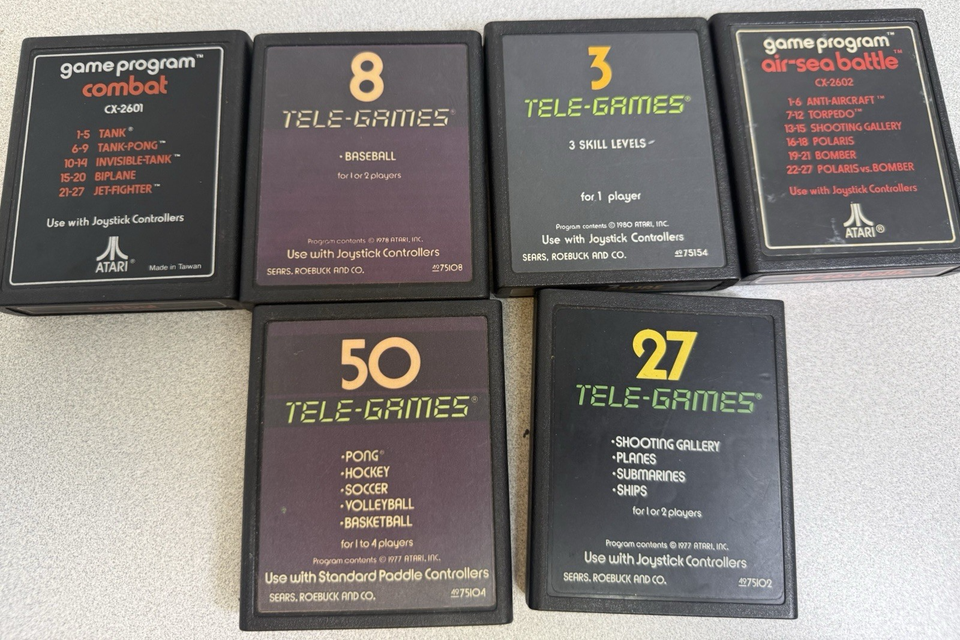 game program™
combat
CX-2601
1-5 TANK®
6-9 TANK-PONG™
10-14 INVISIBLE-TANK™
15-20 BIPLANE
21-27 JET-FIGHTER™
Use with Joystick Controllers
ATARI®
Made in Taiwan
8
TELE-GAMES®
•BASEBALL
for 1 or 2 players
Program contents © 1978 ATARI, INC.
Use with Joystick Controllers
SEARS, ROEBUCK AND CO. 49 75108
3
TELE-GAMES®
3 SKILL LEVELS
for 1 player
Program contents © 1980 ATARI, INC.
Use with Joystick Controllers
SEARS, ROEBUCK AND CO. 49 75154
game program™
air-sea battle™
CX-2602
1-6 ANTI-AIRCRAFT™
7-12 TORPEDO™
13-15 SHOOTING GALLERY
16-18 POLARIS
19-21 BOMBER
22-27 POLARIS vs. BOMBER
Use with Joystick Controllers
ATARI®
50
TELE-GAMES®
•PONG®
•HOCKEY
•SOCCER
•VOLLEYBALL
•BASKETBALL
for 1 to 4 players
Program contents © 1977 ATARI, INC.
Use with Standard Paddle Controllers
SEARS, ROEBUCK AND CO. 49 75104
27
TELE-GAMES®
•SHOOTING GALLERY
•PLANES
•SUBMARINES
•SHIPS
for 1 or 2 players
Program contents © 1977 ATARI, INC.
Use with Joystick Controllers
SEARS, ROEBUCK AND CO. 49 75102